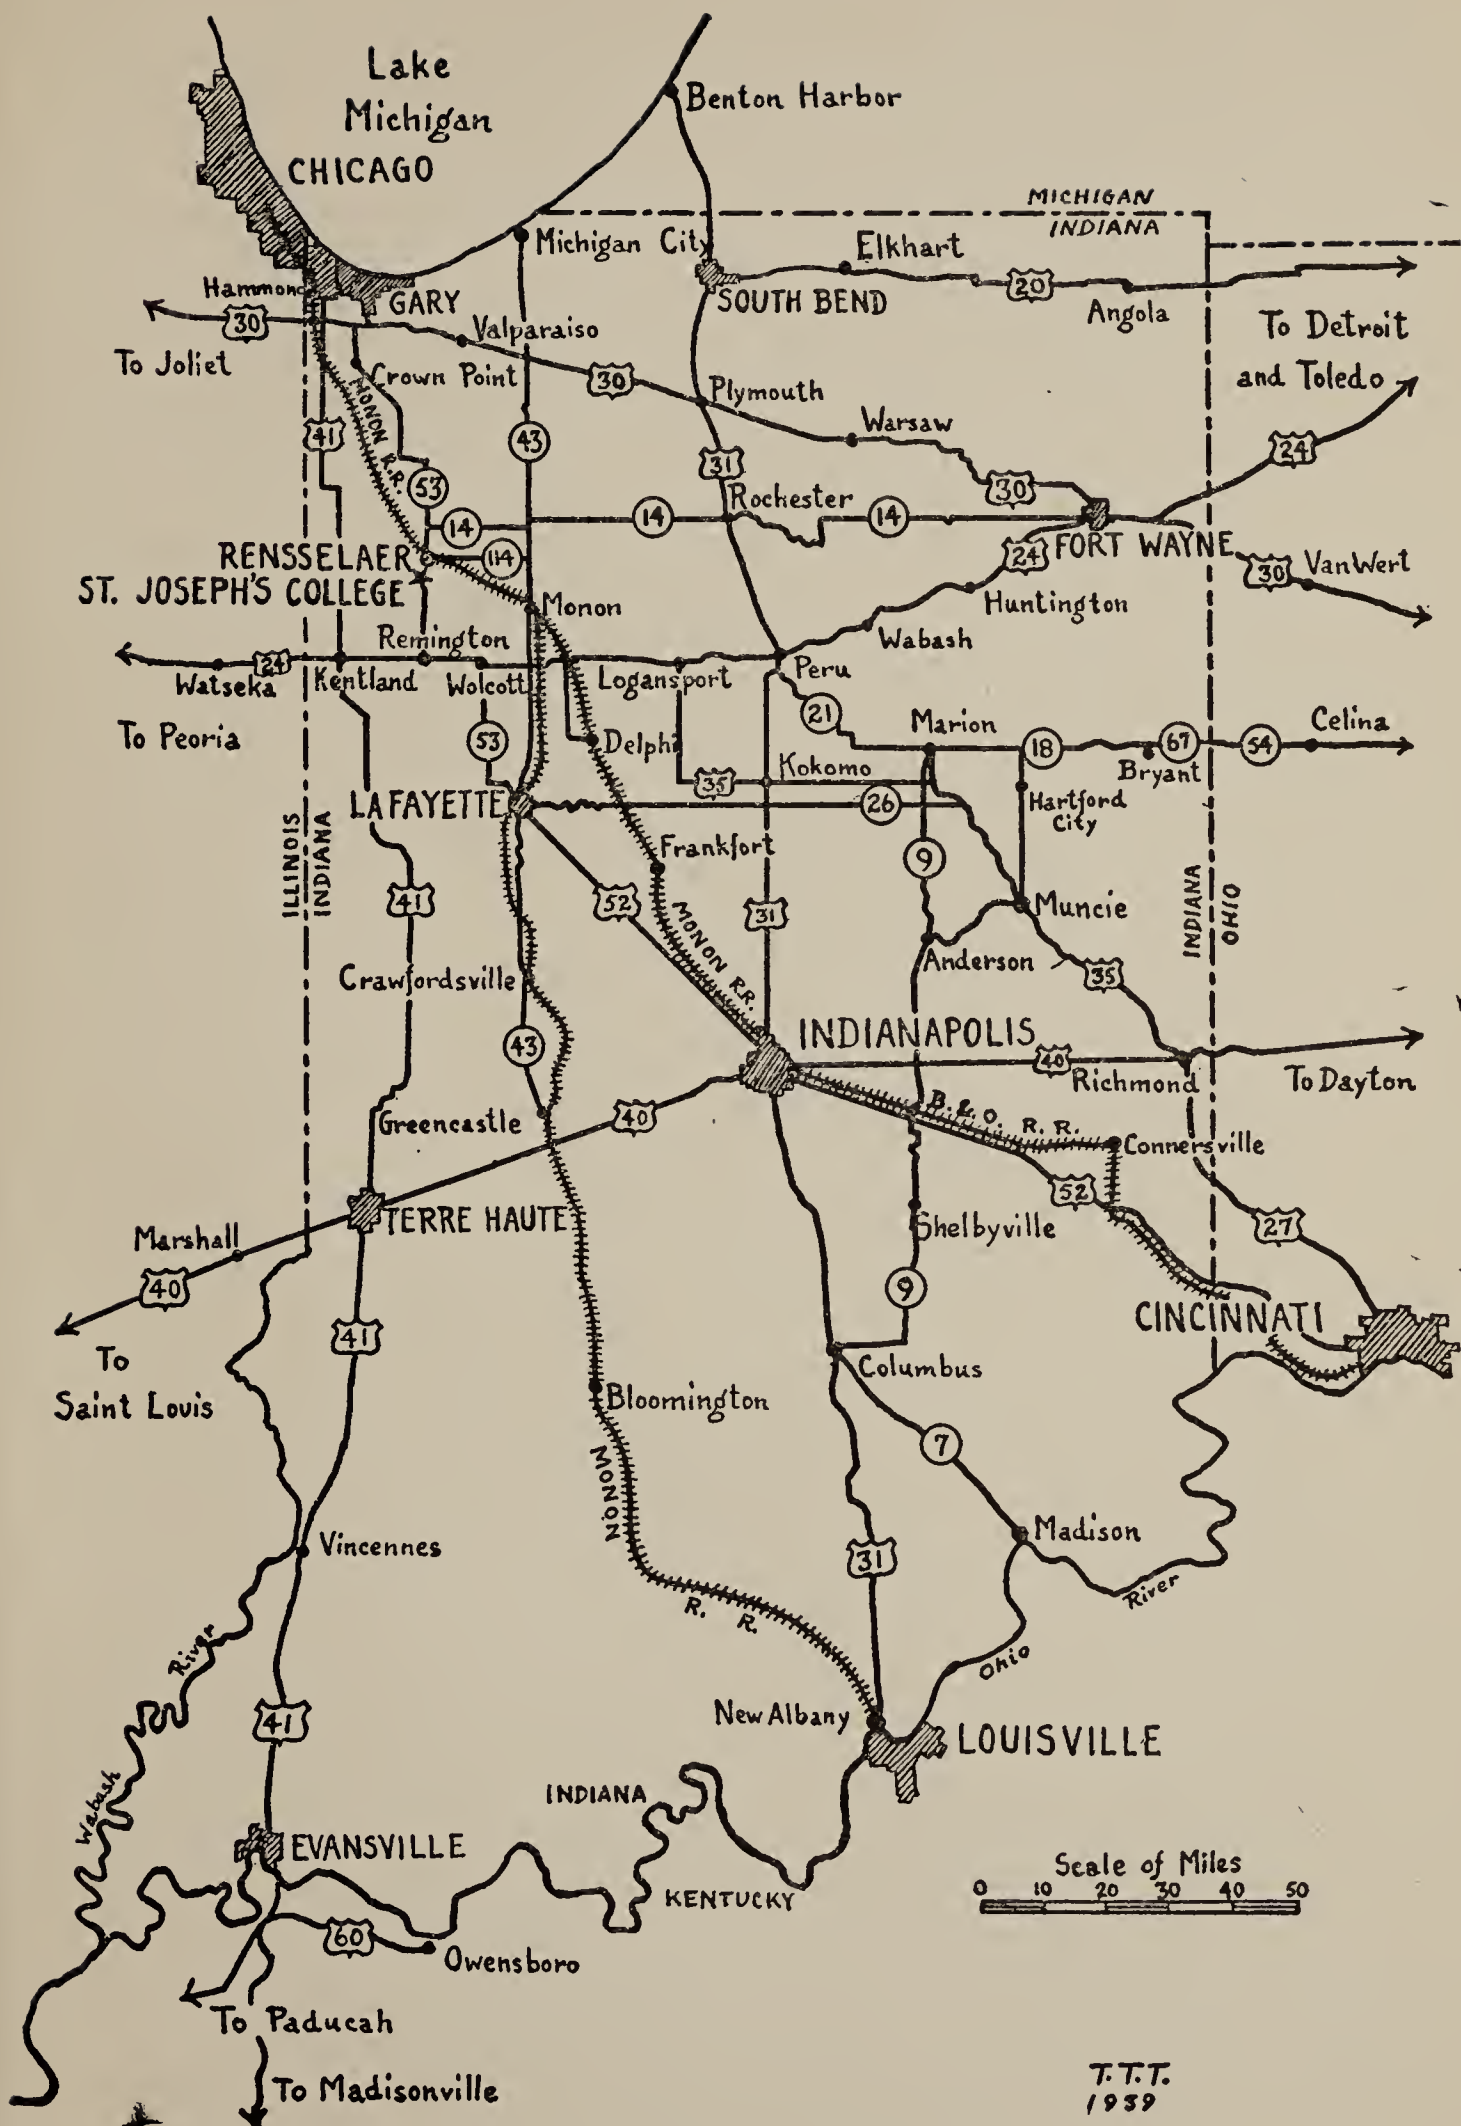 Lake
Michigan
Benton Harbor
CHICAGO
MICHIGAN
INDIANA
Michigan City
Elkhart
Hammond
GARY
SOUTH BEND
20
Angola
30
Valparaiso
To Detroit
and Toledo
To Joliet
Crown Point
30
Plymouth
MONON R.R.
41
43
Warsaw
31
24
53
Rochester
30
14
14
14
RENSSELAER
114
24
FORT WAYNE
30
Van Wert
ST. JOSEPH'S COLLEGE
Monon
Huntington
Remington
Wabash
24
Watseka
Kentland
Wolcott
Logansport
Peru
To Peoria
53
Delphi
21
Marion
18
67
54
Celina
Bryant
35
Kokomo
LAFAYETTE
26
Hartford
City
ILLINOIS
INDIANA
Frankfort
9
41
52
MONON R.R.
31
Muncie
INDIANA
OHIO
Crawfordsville
Anderson
35
INDIANAPOLIS
43
40
Richmond
To Dayton
Greencastle
40
B. & O. R. R.
Connersville
52
TERRE HAUTE
Shelbyville
27
Marshall
40
9
CINCINNATI
To
Saint Louis
41
Columbus
Bloomington
7
MONON
R. R.
Vincennes
31
Madison
River
River
Ohio
41
New Albany
LOUISVILLE
Wabash
INDIANA
EVANSVILLE
KENTUCKY
Scale of Miles
0 10 20 30 40 50
60
Owensboro
To Paducah
To Madisonville
T.T.T.
1939